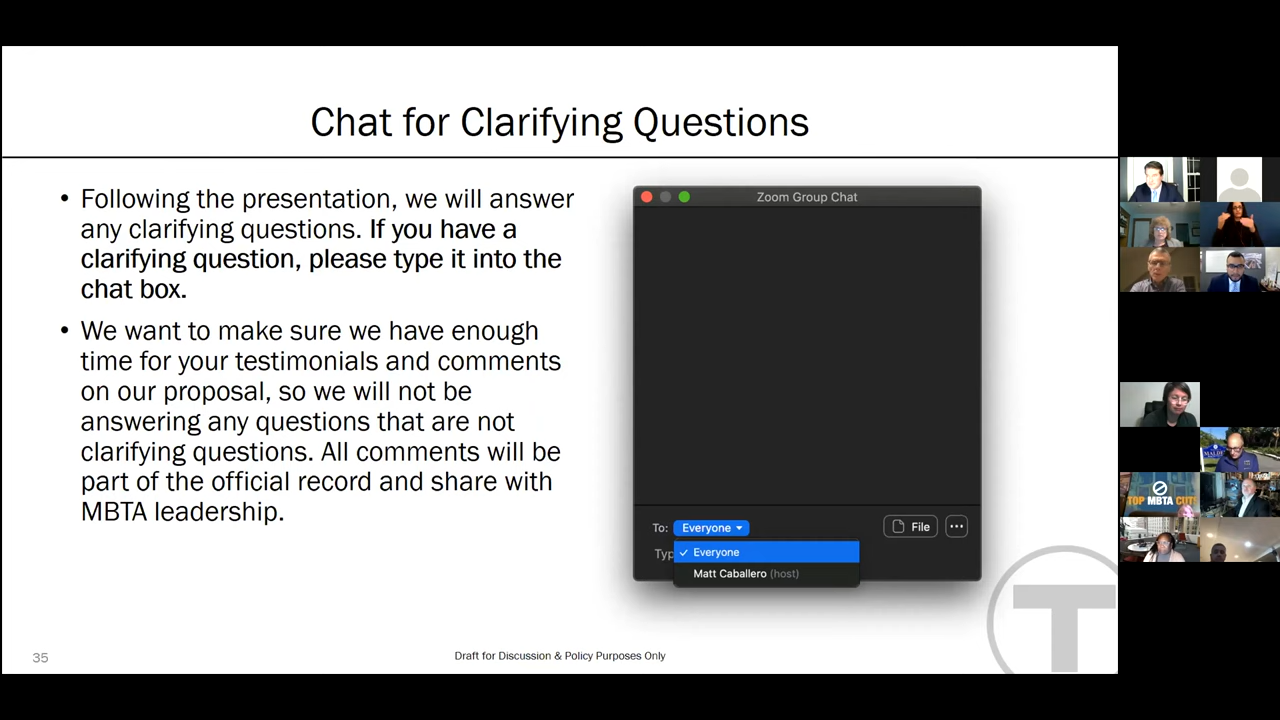 Chat for Clarifying Questions
• Following the presentation, we will answer
any clarifying questions. If you have a
clarifying question, please type it into the
chat box.
• We want to make sure we have enough
time for your testimonials and comments
on our proposal, so we will not be
answering any questions that are not
clarifying questions. All comments will be
part of the official record and share with
MBTA leadership.
Zoom Group Chat
To: Everyone
File
Typ
Everyone
Matt Caballero (host)
T
35
Draft for Discussion & Policy Purposes Only
TOP MBTA CUTS